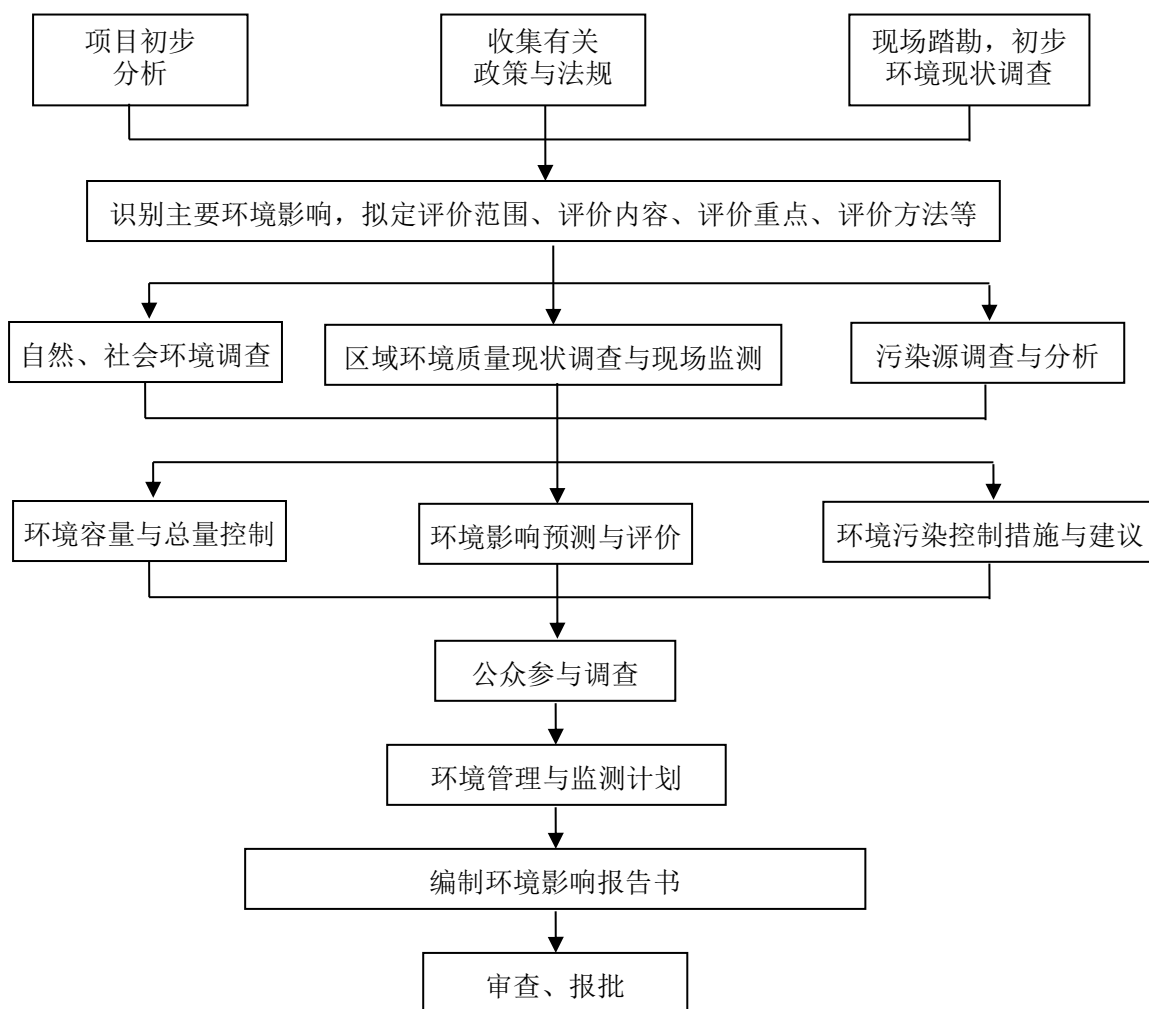 项目初步
分析
收集有关
政策与法规
现场踏勘，初步
环境现状调查
识别主要环境影响，拟定评价范围、评价内容、评价重点、评价方法等
自然、社会环境调查
区域环境质量现状调查与现场监测
污染源调查与分析
环境容量与总量控制
环境影响预测与评价
环境污染控制措施与建议
公众参与调查
环境管理与监测计划
编制环境影响报告书
审查、报批